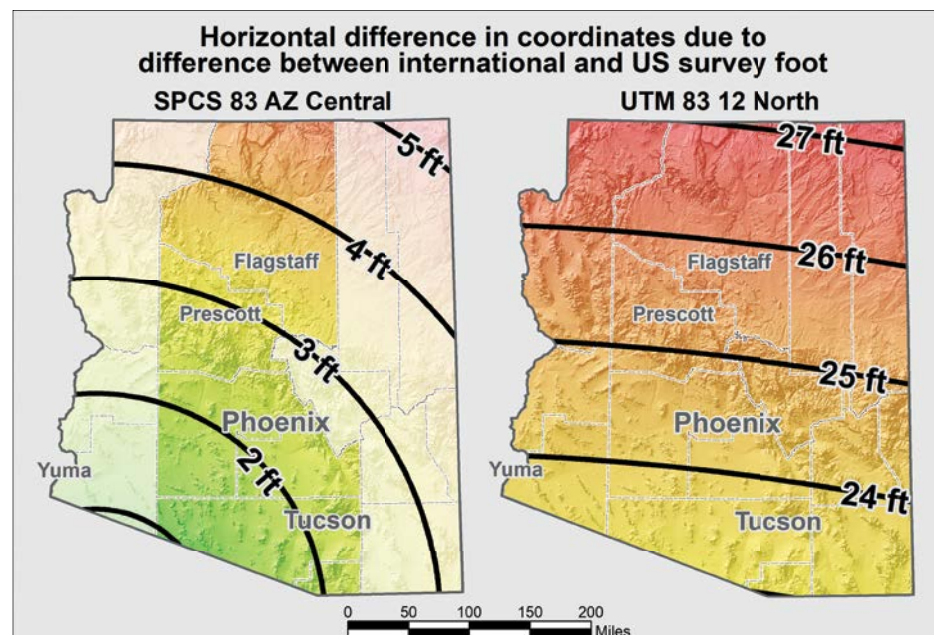 Horizontal difference in coordinates due to
difference between international and US survey foot
SPCS 83 AZ Central
5 ft
4 ft
Flagstaff
Prescott
3 ft
Phoenix
2 ft
Yuma
Tucson
UTM 83 12 North
27 ft
26 ft
Flagstaff
Prescott
25 ft
Phoenix
Yuma
24 ft
Tucson
0 50 100 150 200
Miles